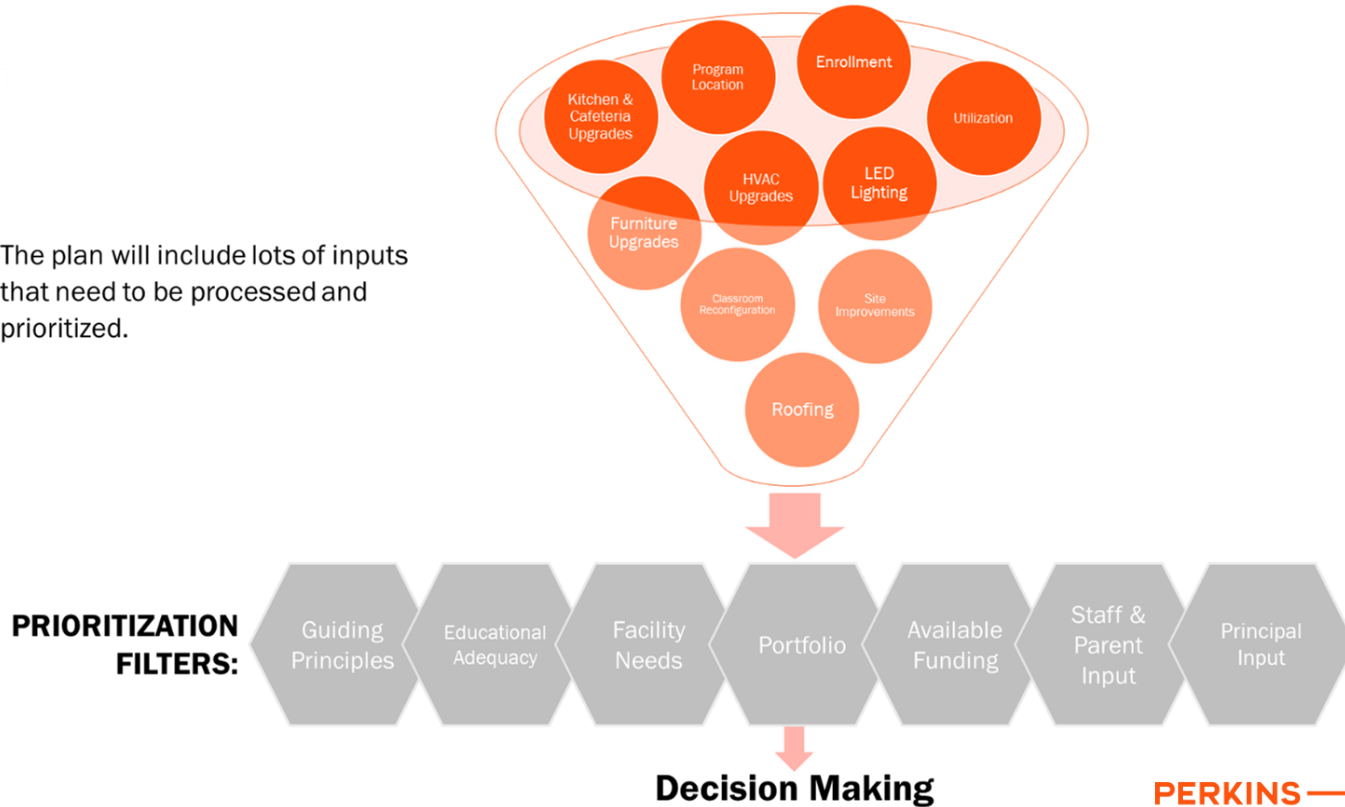 Enrollment
Program
Location
Kitchen &
Cafeteria
Upgrades
Utilization
HVAC
Upgrades
LED
Lighting
Furniture
Upgrades
The plan will include lots of inputs
that need to be processed and
prioritized.
Classroom
Reconfiguration
Site
Improvements
Roofing
PRIORITIZATION
FILTERS:
Guiding
Principles
Educational
Adequacy
Facility
Needs
Portfolio
Available
Funding
Staff &
Parent
Input
Principal
Input
Decision Making
PERKINS —